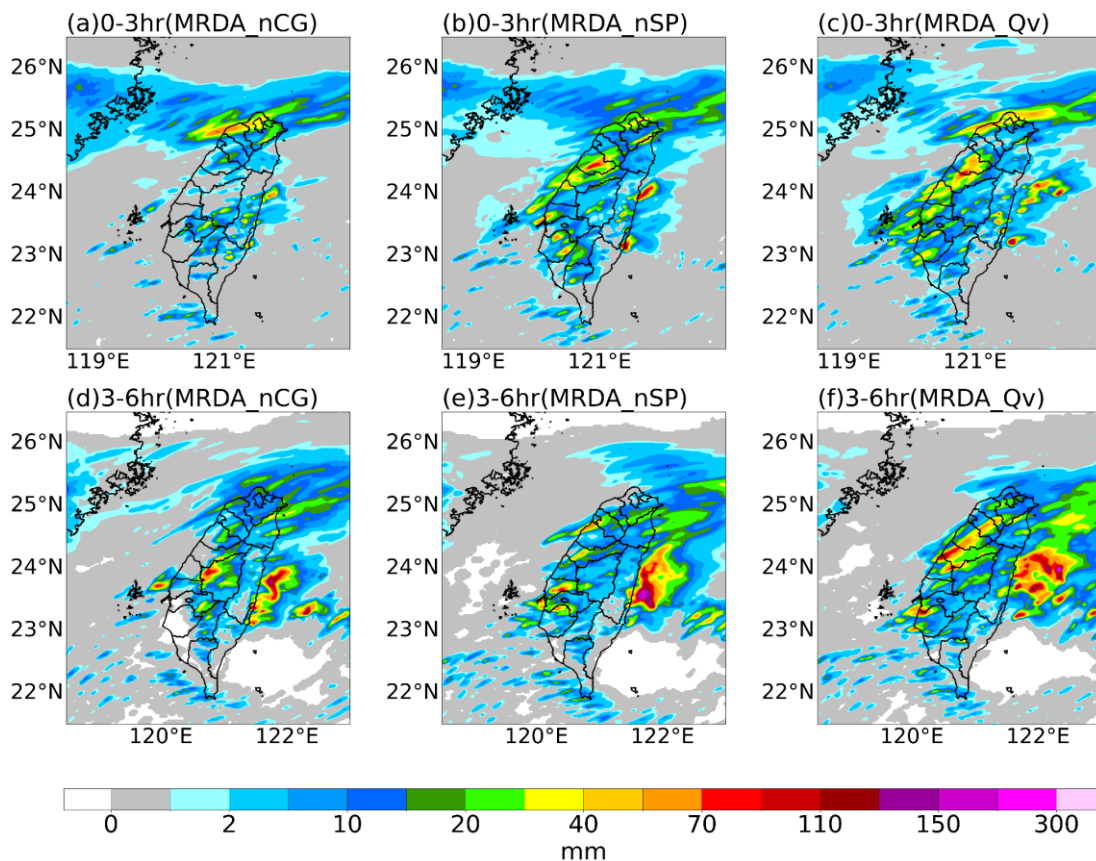 (a)0-3hr(MRDA_nCG) (b)0-3hr(MRDA_nSP) (c)0-3hr(MRDA_Qv)
26°N 26°N 26°N
25°N 25°N 25°N
24°N 24°N 24°N
23°N 23°N 23°N
22°N 22°N 22°N
119°E 121°E 119°E 121°E 119°E 121°E
(d)3-6hr(MRDA_nCG) (e)3-6hr(MRDA_nSP) (f)3-6hr(MRDA_Qv)
26°N 26°N 26°N
25°N 25°N 25°N
24°N 24°N 24°N
23°N 23°N 23°N
22°N 22°N 22°N
120°E 122°E 120°E 122°E 120°E 122°E
0 2 10 20 40 70 110 150 300
mm